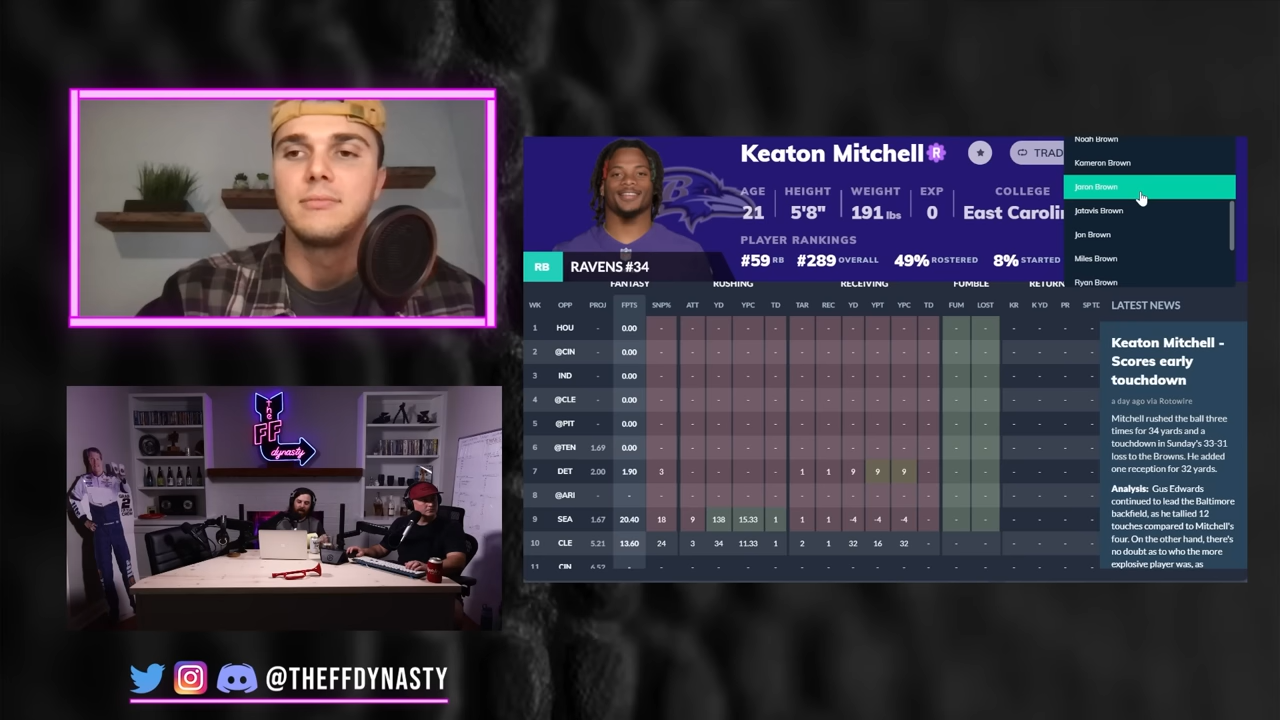 The
FF
dynasty
@THEFFDYNASTY
Keaton Mitchell R
TRAD
AGE HEIGHT WEIGHT EXP COLLEGE
21 5'8" 191 lbs 0 East Carolin
PLAYER RANKINGS
#59 RB #289 OVERALL 49% ROSTERED 8% STARTED
RB RAVENS #34
Noah Brown
Kameron Brown
Jaron Brown
Jatavis Brown
Jon Brown
Miles Brown
Ryan Brown
FANTASY RUSHING RECEIVING FUMBLE RETURN
WK OPP PROJ FPTS SNP% ATT YD YPC TD TAR REC YD YPT YPC TD FUM LOST KR KYD PR SP TD
1 HOU - 0.00 - - - - - - - - - - - - - - - - -
2 @CIN - 0.00 - - - - - - - - - - - - - - - - -
3 IND - 0.00 - - - - - - - - - - - - - - - - -
4 @CLE - 0.00 - - - - - - - - - - - - - - - - -
5 @PIT - 0.00 - - - - - - - - - - - - - - - - -
6 @TEN 1.69 0.00 - - - - - - - - - - - - - - - - -
7 DET 2.00 1.90 3 - - - - 1 1 9 9 9 - - - - - - -
8 @ARI - - - - - - - - - - - - - - - - - - -
9 SEA 1.67 20.40 18 9 138 15.33 1 1 1 -4 -4 -4 - - - - - - -
10 CLE 5.21 13.60 24 3 34 11.33 1 2 1 32 16 32 - - - - - - -
11 CIN 6.52 - - - - - - - - - - - - - - - - - -
LATEST NEWS
Keaton Mitchell -
Scores early
touchdown
a day ago via Rotowire
Mitchell rushed the ball three
times for 34 yards and a
touchdown in Sunday's 33-31
loss to the Browns. He added
one reception for 32 yards.
Analysis: Gus Edwards
continued to lead the Baltimore
backfield, as he tallied 12
touches compared to Mitchell's
four. On the other hand, there's
no doubt as to who the more
explosive player was, as